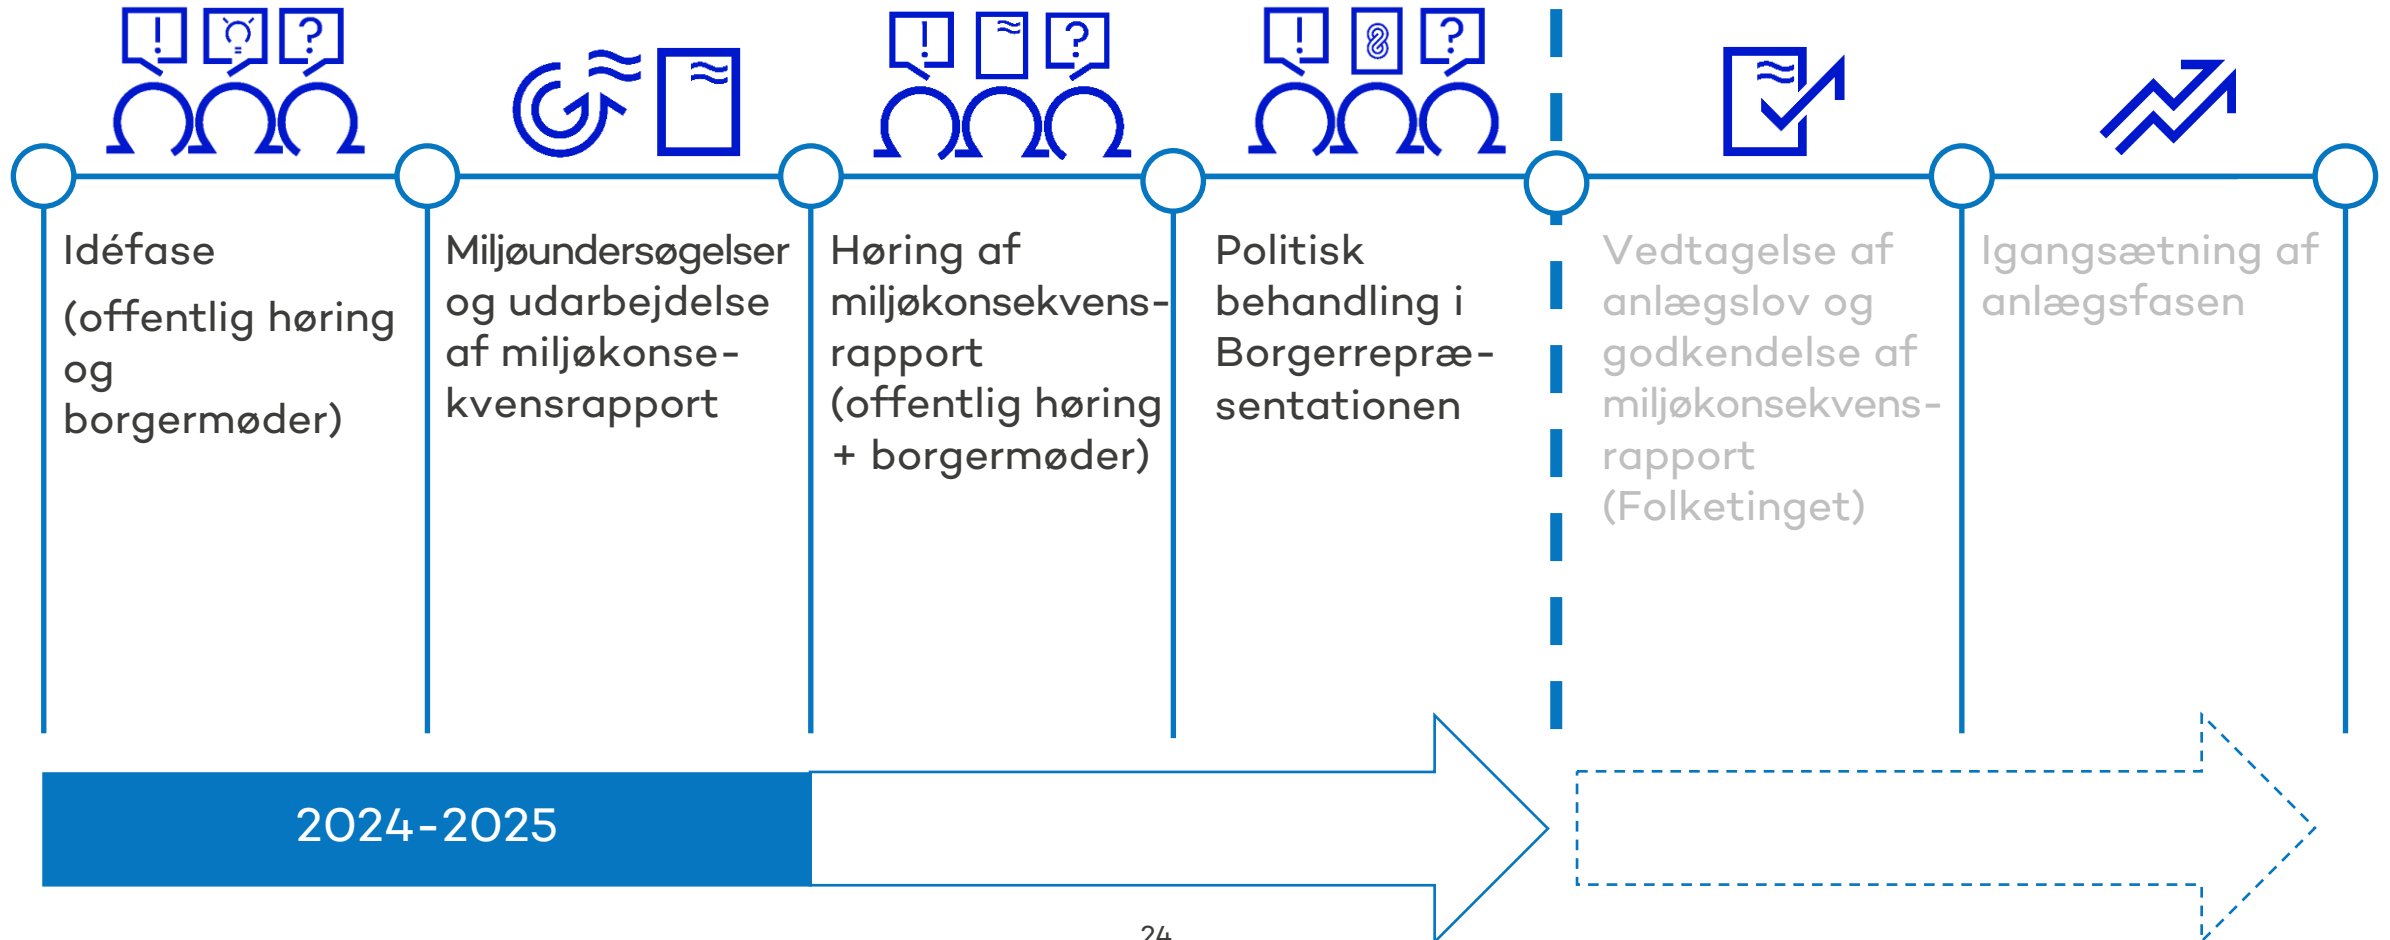 Idéfase
(offentlig høring
og
borgermøder)
Miljøundersøgelser
og udarbejdelse
af miljøkonse-
kvensrapport
Høring af
miljøkonsekvens-
rapport
(offentlig høring
+ borgermøder)
Politisk
behandling i
Borgerrepræ-
sentationen
Vedtagelse af
anlægslov og
godkendelse af
miljøkonsekvens-
rapport
(Folketinget)
Igangsætning af
anlægsfasen
2024-2025
24